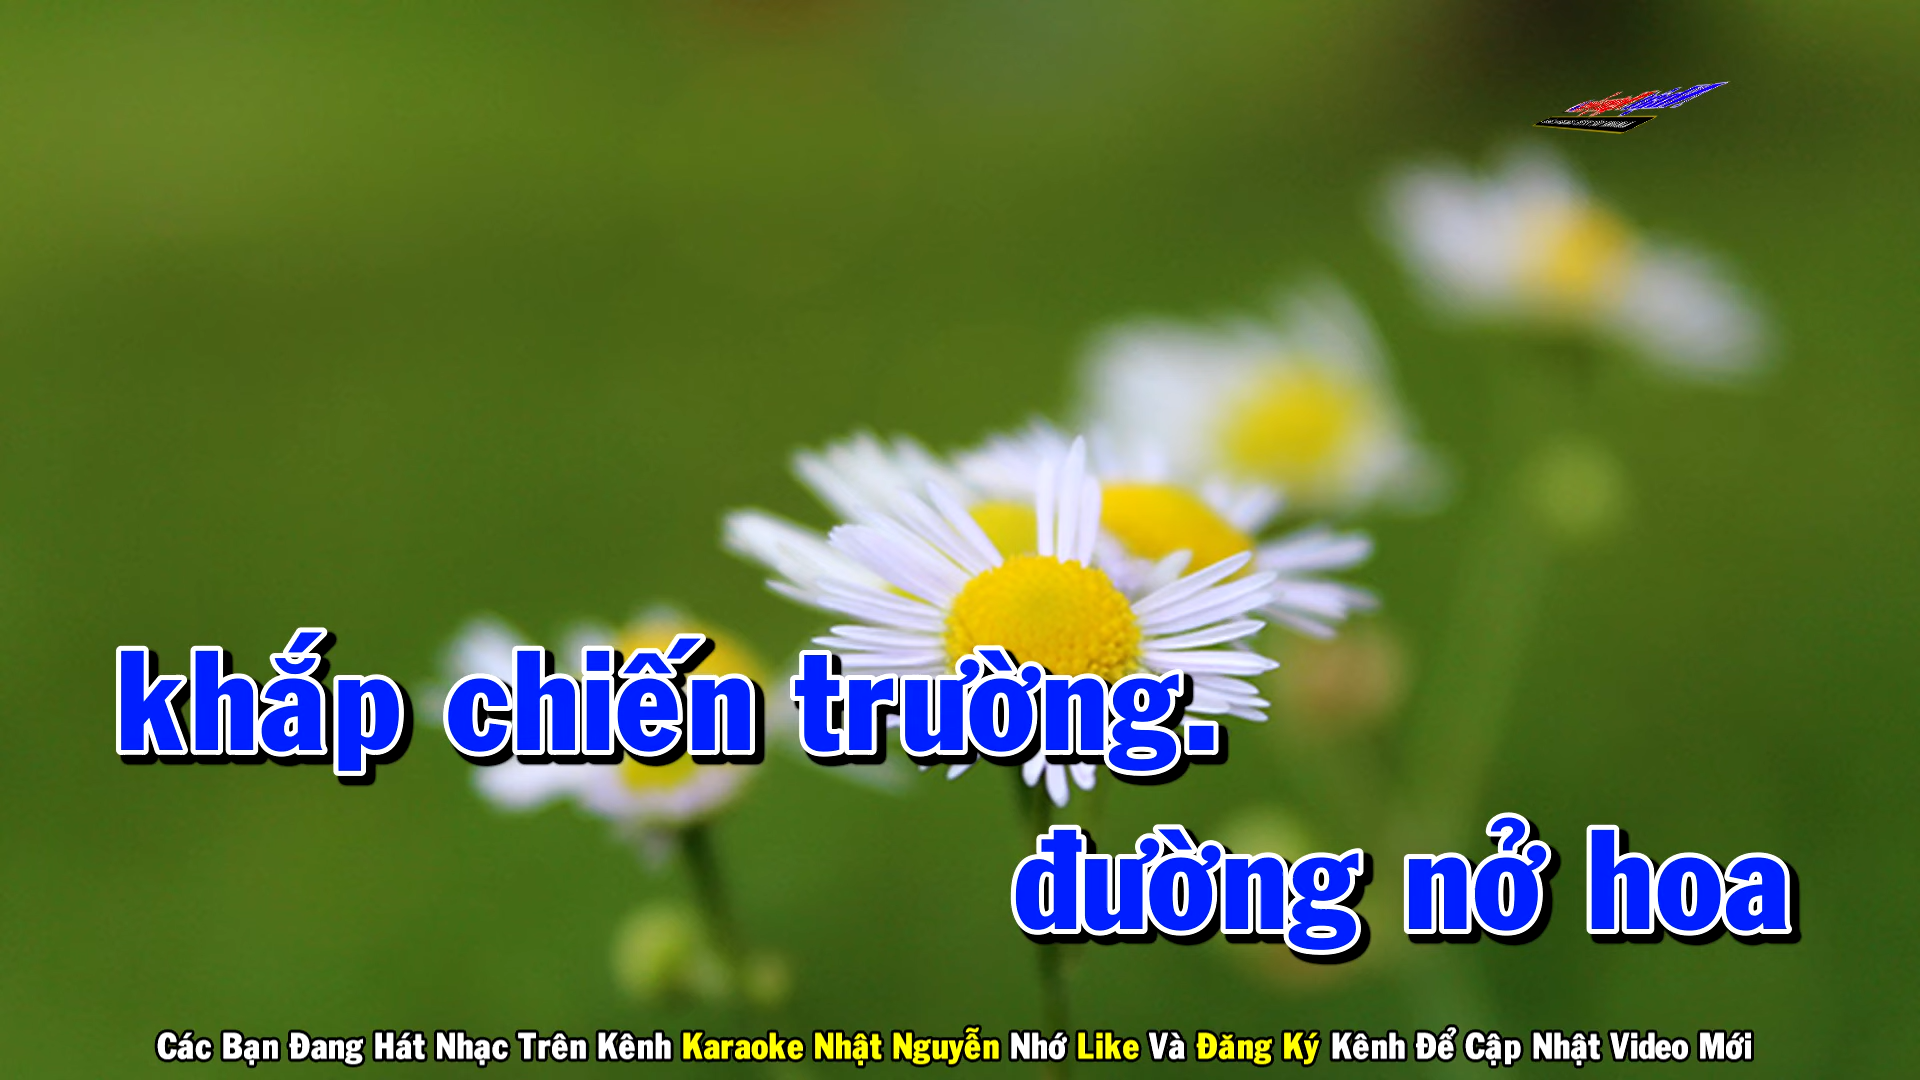 khắp chiến trường.
đường nở hoa
Các Bạn Đang Hát Nhạc Trên Kênh Karaoke Nhật Nguyễn Nhớ Like Và Đăng Ký Kênh Để Cập Nhật Video Mới